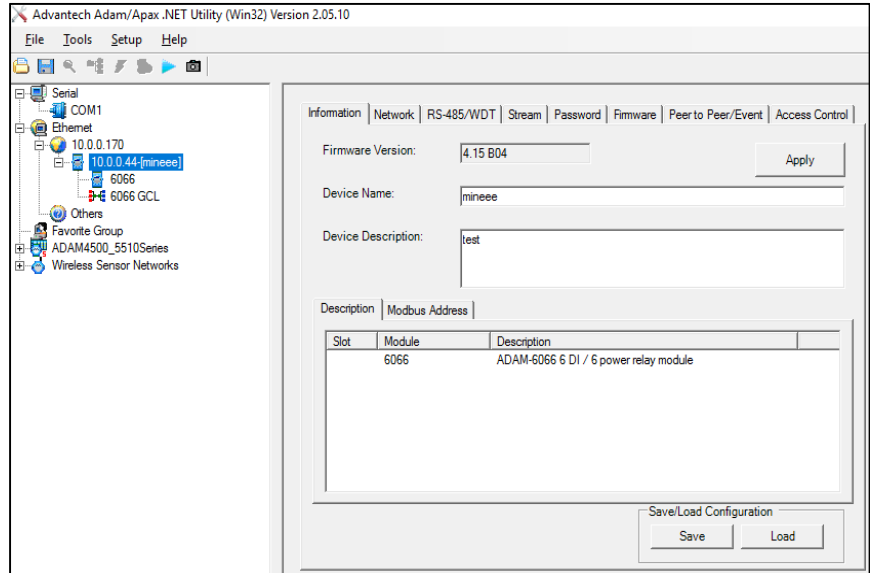 Advantech Adam/Apax .NET Utility (Win32) Version 2.05.10
File Tools Setup Help
Serial
COM1
Ethernet
10.0.0.170
10.0.0.44-[mineee]
6066
6066 GCL
Others
Favorite Group
ADAM4500_5510Series
Wireless Sensor Networks
Information Network RS-485/WDT Stream Password Firmware Peer to Peer/Event Access Control
Firmware Version: 4.15 B04
Apply
Device Name: mineee
Device Description: test
Description Modbus Address
Slot Module Description
6066 ADAM-6066 6 DI / 6 power relay module
Save/Load Configuration
Save Load